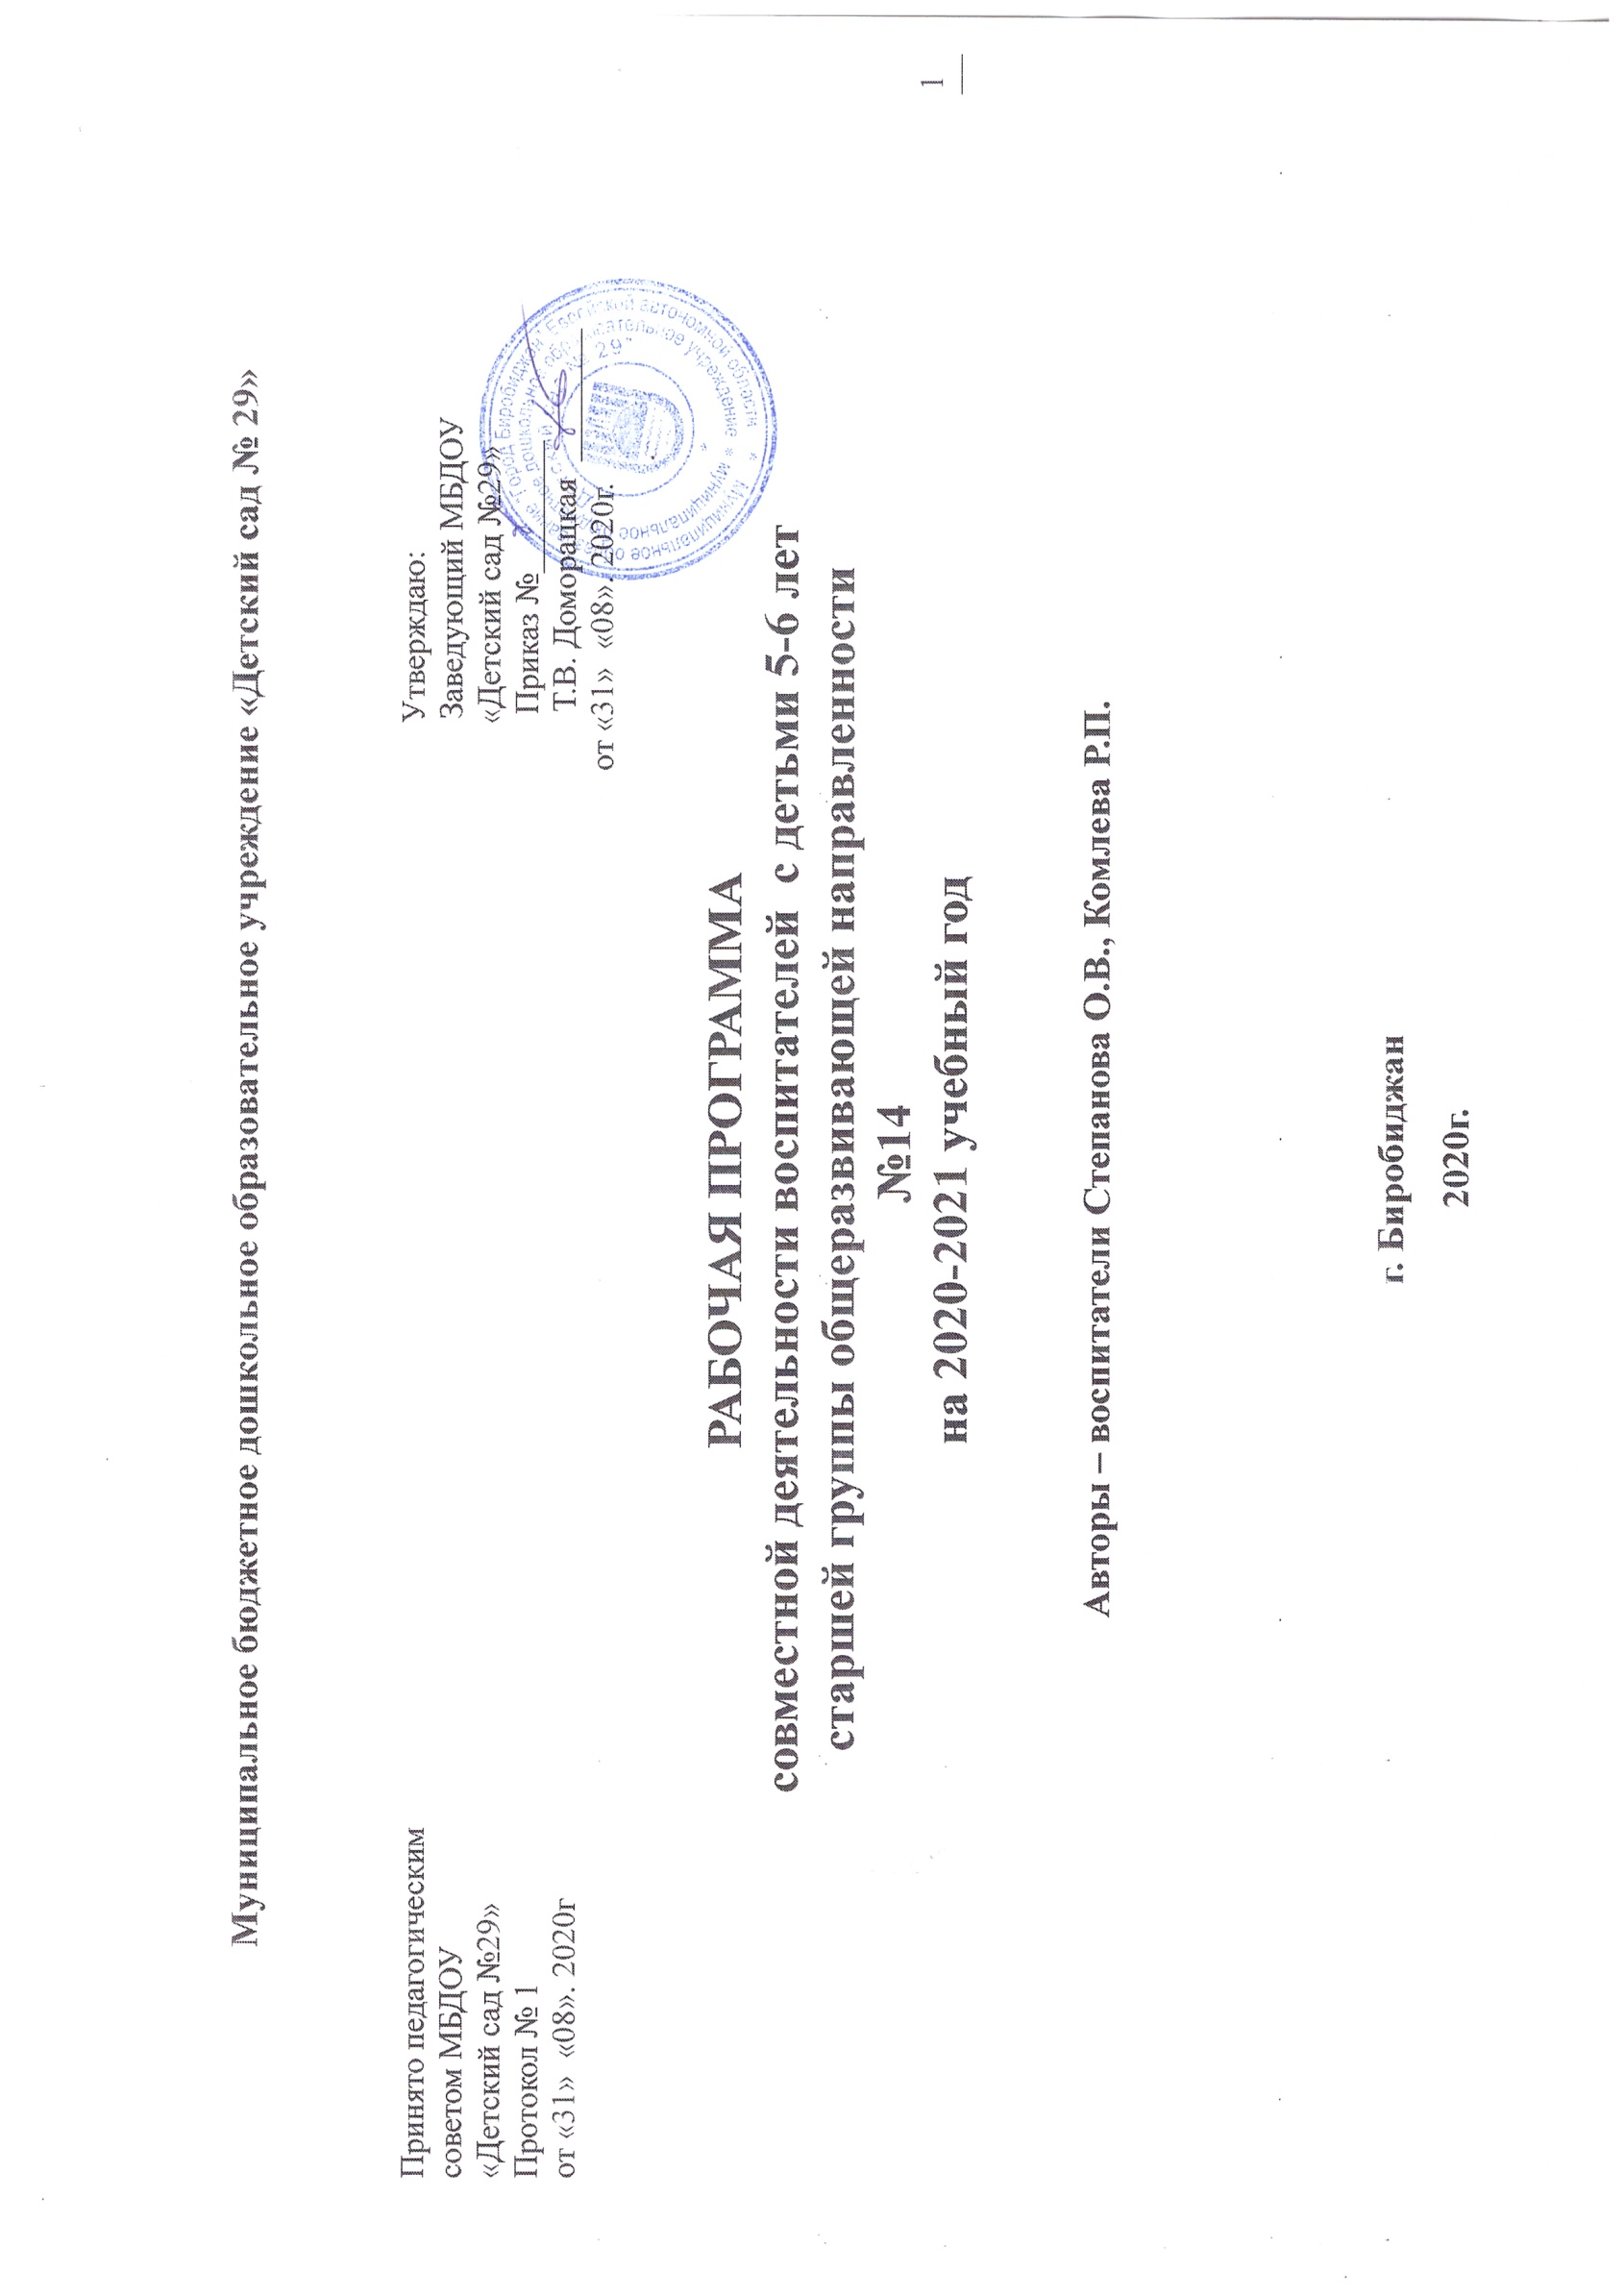 Муниципальное бюджетное дошкольное образовательное учреждение «Детский сад № 29»
Принято педагогическим
советом МБДОУ
«Детский сад №29»
Протокол № 1
от «31» «08». 2020г
Утверждаю:
Заведующий МБДОУ
«Детский сад №29»
Приказ №
Т.В. Доморацкая
от «31» «08». 2020г.
РАБОЧАЯ ПРОГРАММА
совместной деятельности воспитателей с детьми 5-6 лет
старшей группы общеразвивающей направленности
№14
на 2020-2021 учебный год
Авторы – воспитатели Степанова О.В., Комлева Р.П.
г. Биробиджан
2020г.
1